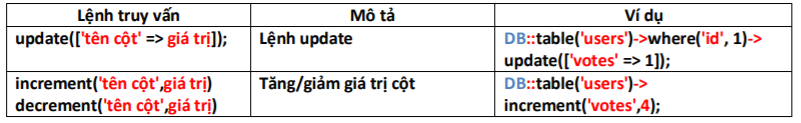 Lệnh truy vấn Mô tả Ví dụ
update(['tên cột' => giá trị]); Lệnh update DB::table('users')->where('id', 1)->
update(['votes' => 1]);
increment('tên cột',giá trị) Tăng/giảm giá trị cột DB::table('users')->
decrement('tên cột',giá trị) increment('votes',4);